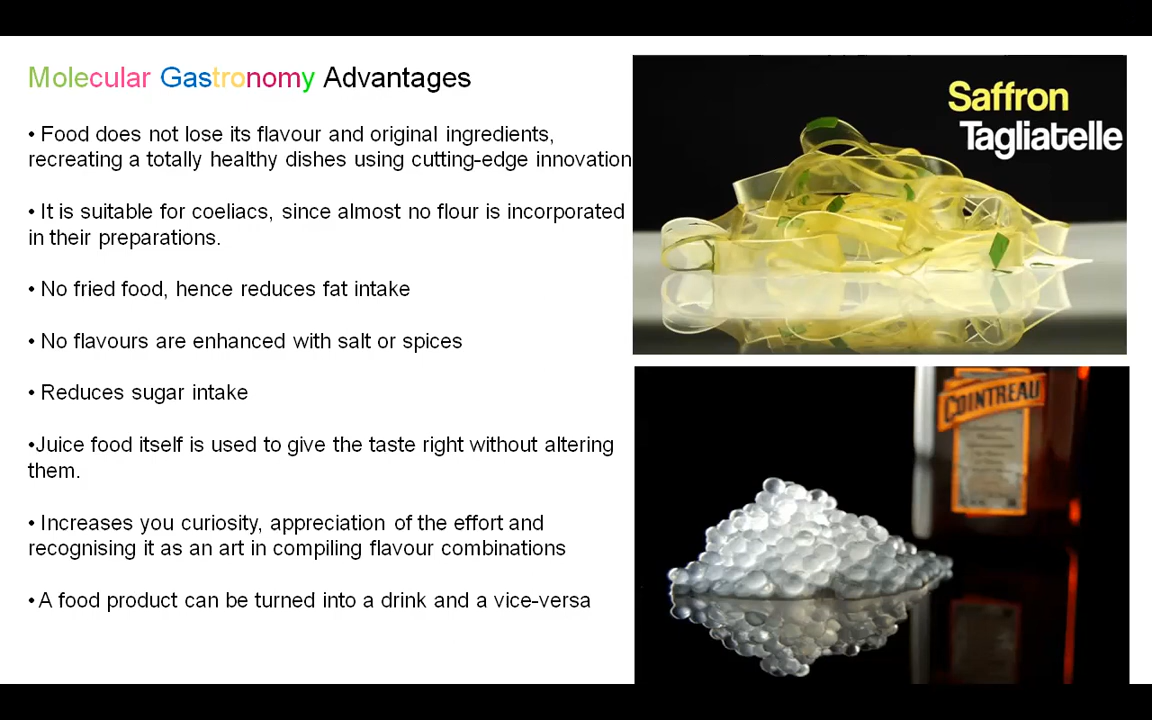 Molecular Gastronomy Advantages
• Food does not lose its flavour and original ingredients,
recreating a totally healthy dishes using cutting-edge innovation
• It is suitable for coeliacs, since almost no flour is incorporated
in their preparations.
• No fried food, hence reduces fat intake
• No flavours are enhanced with salt or spices
• Reduces sugar intake
•Juice food itself is used to give the taste right without altering
them.
• Increases you curiosity, appreciation of the effort and
recognising it as an art in compiling flavour combinations
• A food product can be turned into a drink and a vice-versa
Saffron
Tagliatelle
COINTREAU